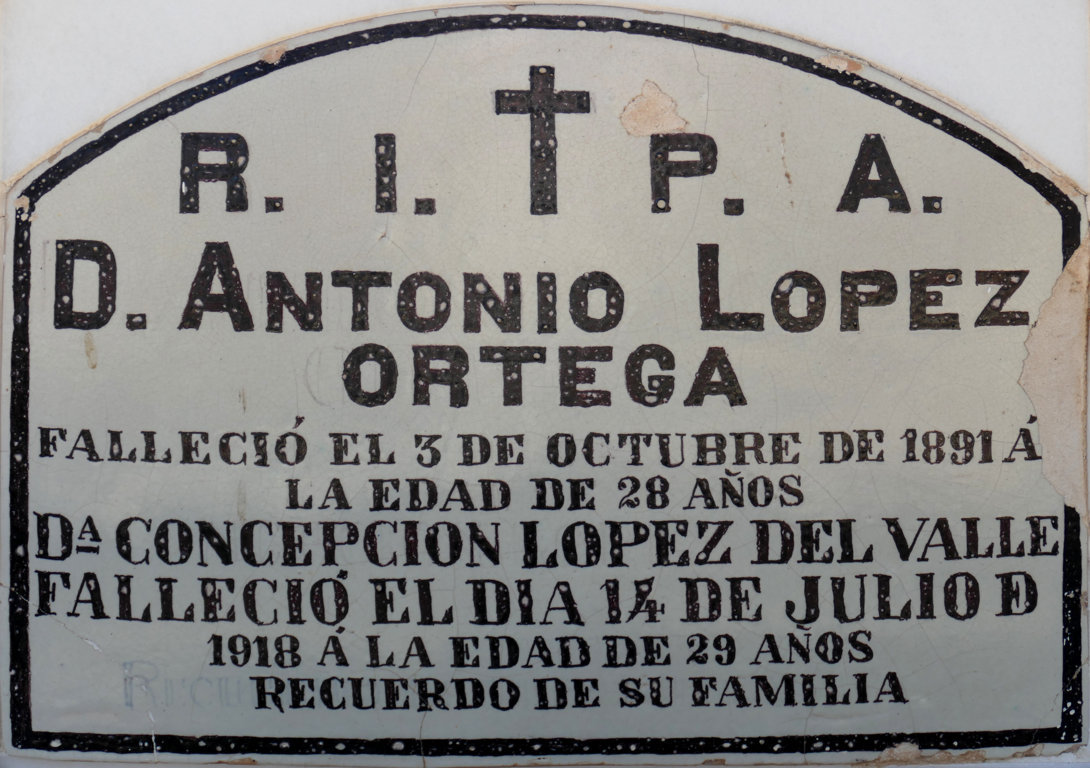 R. I. P. A.
D. ANTONIO LOPEZ
ORTEGA
FALLECIÓ EL 3 DE OCTUBRE DE 1891 Á
LA EDAD DE 28 AÑOS
Dª CONCEPCION LOPEZ DEL VALLE
FALLECIÓ EL DIA 14 DE JULIO D
1918 Á LA EDAD DE 29 AÑOS
RECUERDO DE SU FAMILIA